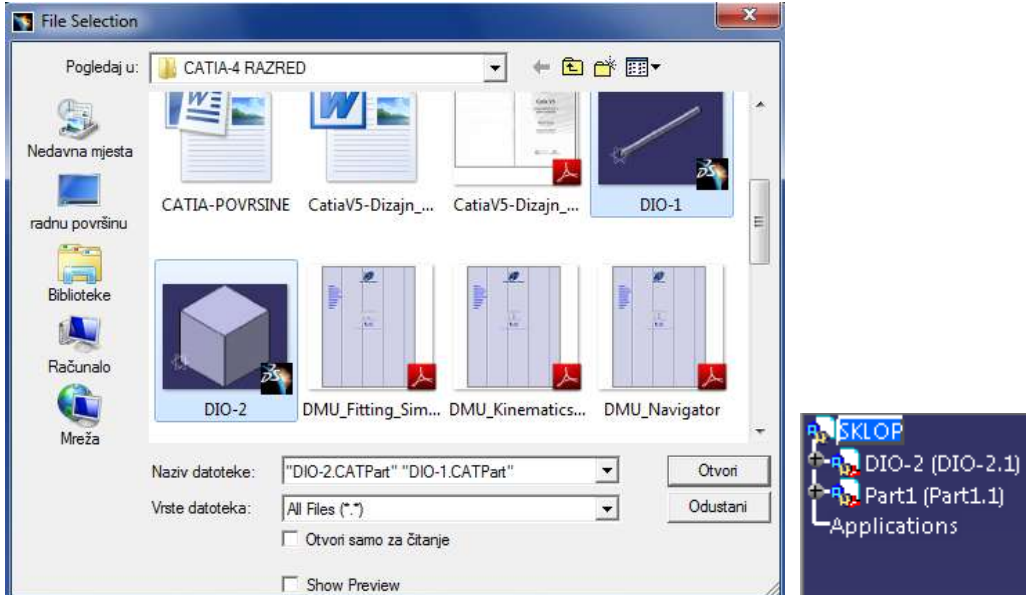 File Selection
Pogledaj u:
CATIA-4 RAZRED
Nedavna mjesta
radnu površinu
Biblioteke
Računalo
Mreža
CATIA-POVRSINE
CatiaV5-Dizajn_...
CatiaV5-Dizajn_...
DIO-1
DIO-2
DMU_Fitting_Sim...
DMU_Kinematics...
DMU_Navigator
Naziv datoteke:
"DIO-2.CATPart" "DIO-1.CATPart"
Otvori
Vrste datoteka:
All Files (*.*)
Odustani
Otvori samo za čitanje
Show Preview
SKLOP
DIO-2 (DIO-2.1)
Part1 (Part1.1)
Applications